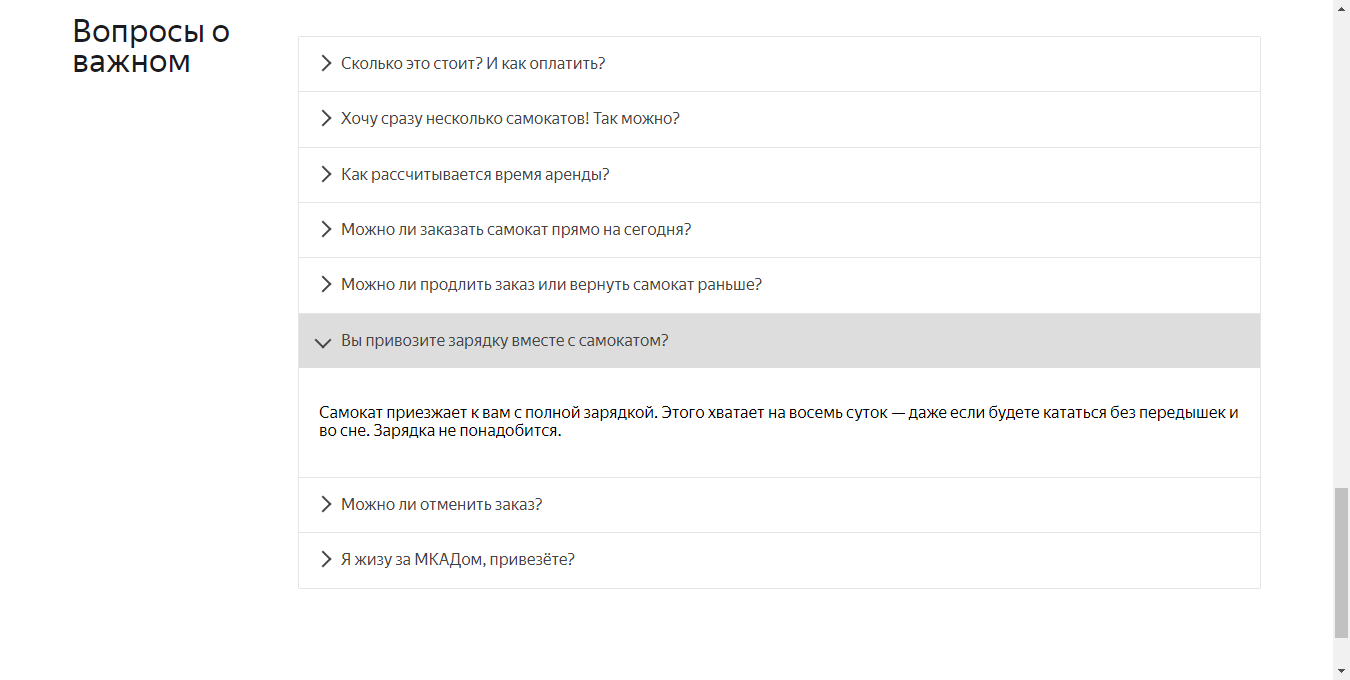 Вопросы о
важном
Сколько это стоит? И как оплатить?
Хочу сразу несколько самокатов! Так можно?
Как рассчитывается время аренды?
Можно ли заказать самокат прямо на сегодня?
Можно ли продлить заказ или вернуть самокат раньше?
Вы привозите зарядку вместе с самокатом?
Самокат приезжает к вам с полной зарядкой. Этого хватает на восемь суток — даже если будете кататься без передышек и
во сне. Зарядка не понадобится.
Можно ли отменить заказ?
Я жизу за МКАДом, привезёте?